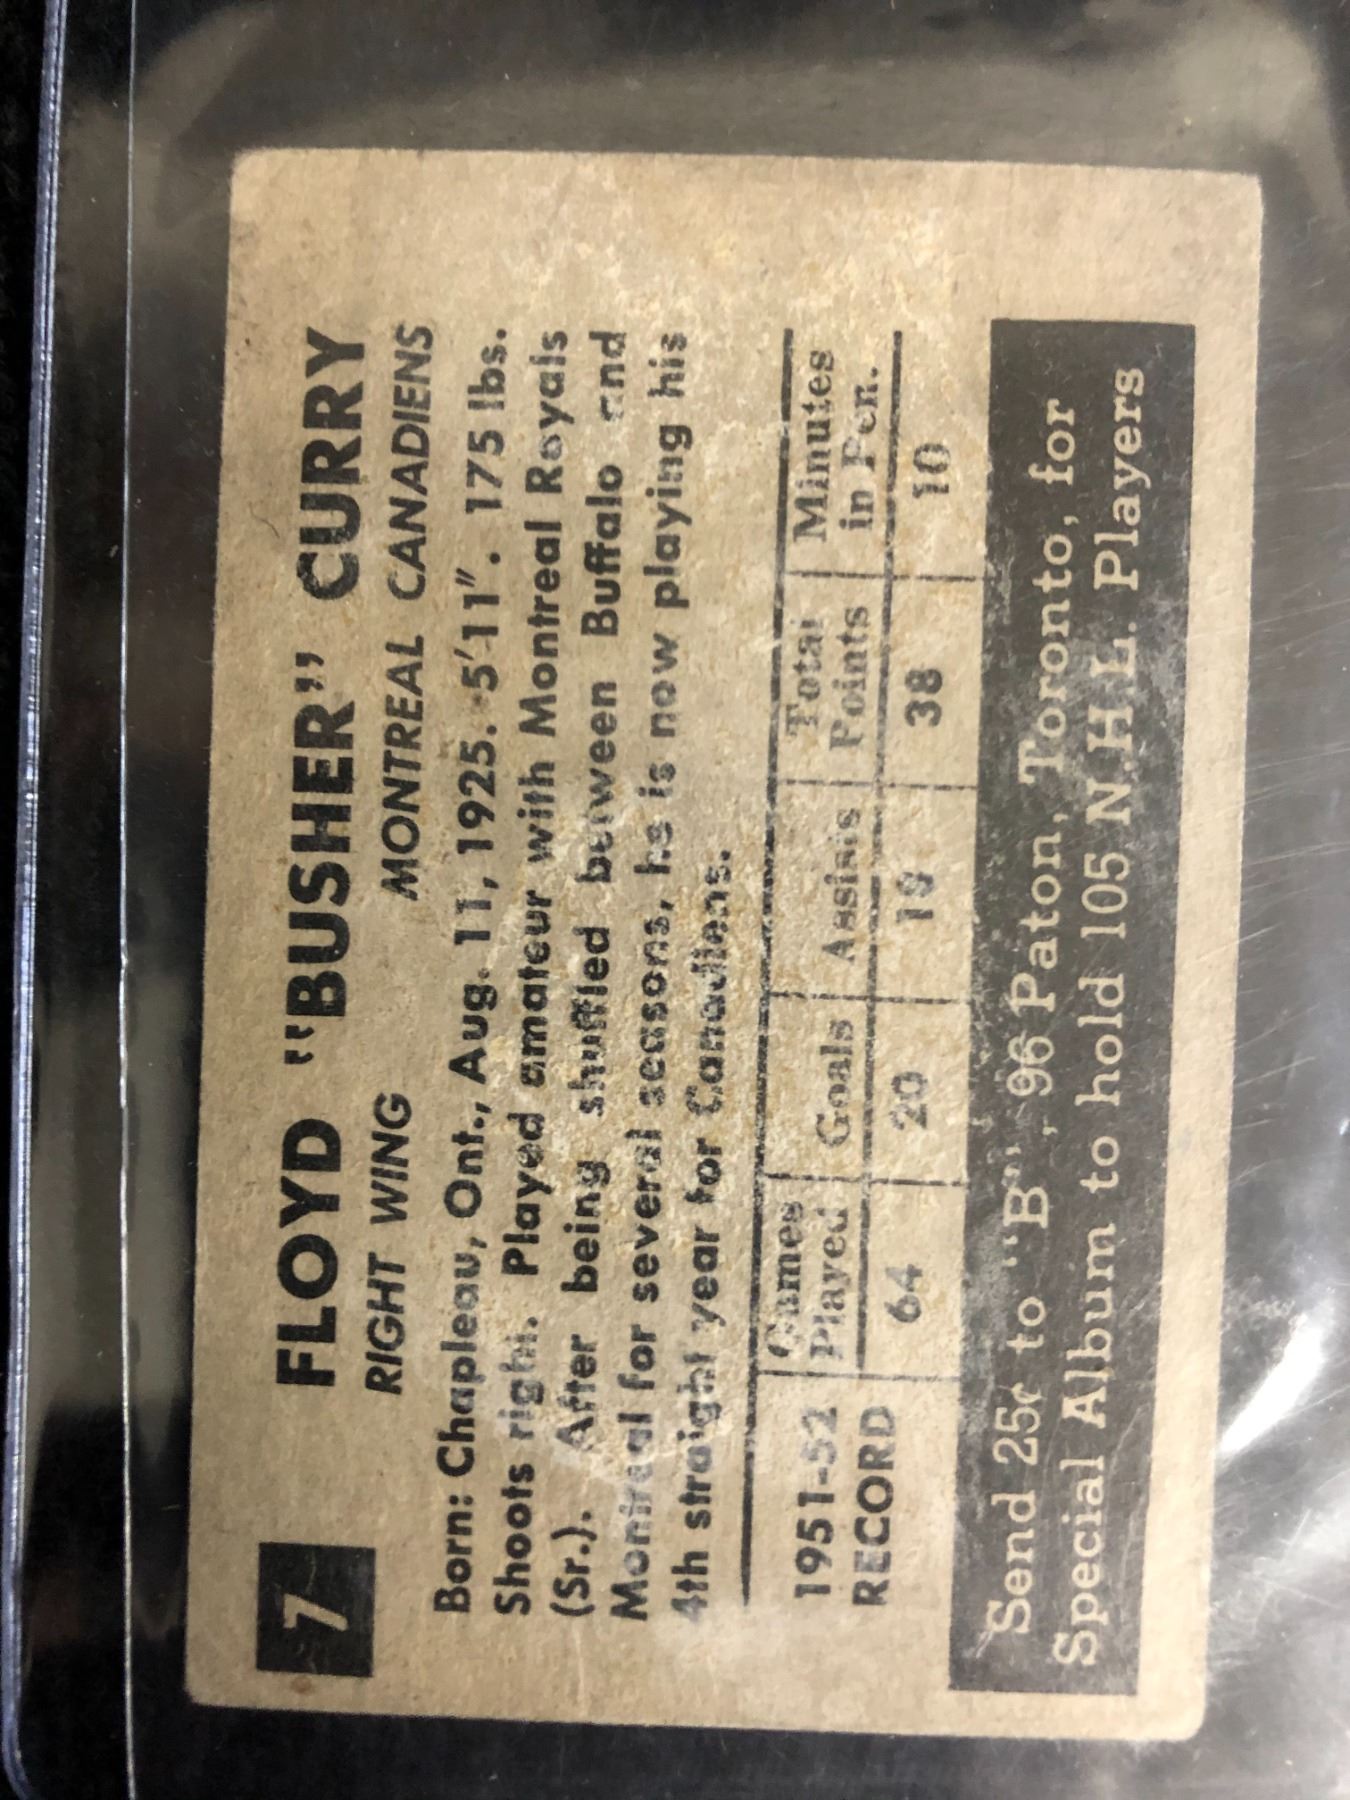 7
FLOYD "BUSHER" CURRY
RIGHT WING MONTREAL CANADIENS
Born: Chapleau, Ont., Aug. 11, 1925. 5'11". 175 lbs.
Shoots right. Played amateur with Montreal Royals
(Sr.). After being shuffled between Buffalo and
Montreal for several seasons, he is now playing his
4th straight year for Canadiens.
1951-52 RECORD
Games Played Goals Assists Total Points Minutes in Pen.
64 20 18 38 10
Send 25¢ to "B", 96 Paton, Toronto, for
Special Album to hold 105 N.H.L. Players